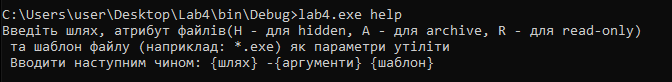 C:\Users\user\Desktop\Lab4\bin\Debug>lab4.exe help
Введіть шлях, атрибут файлів(H - для hidden, A - для archive, R - для read-only)
та шаблон файлу (наприклад: *.exe) як параметри утіліти
Вводити наступним чином: {шлях} -{аргументи} {шаблон}